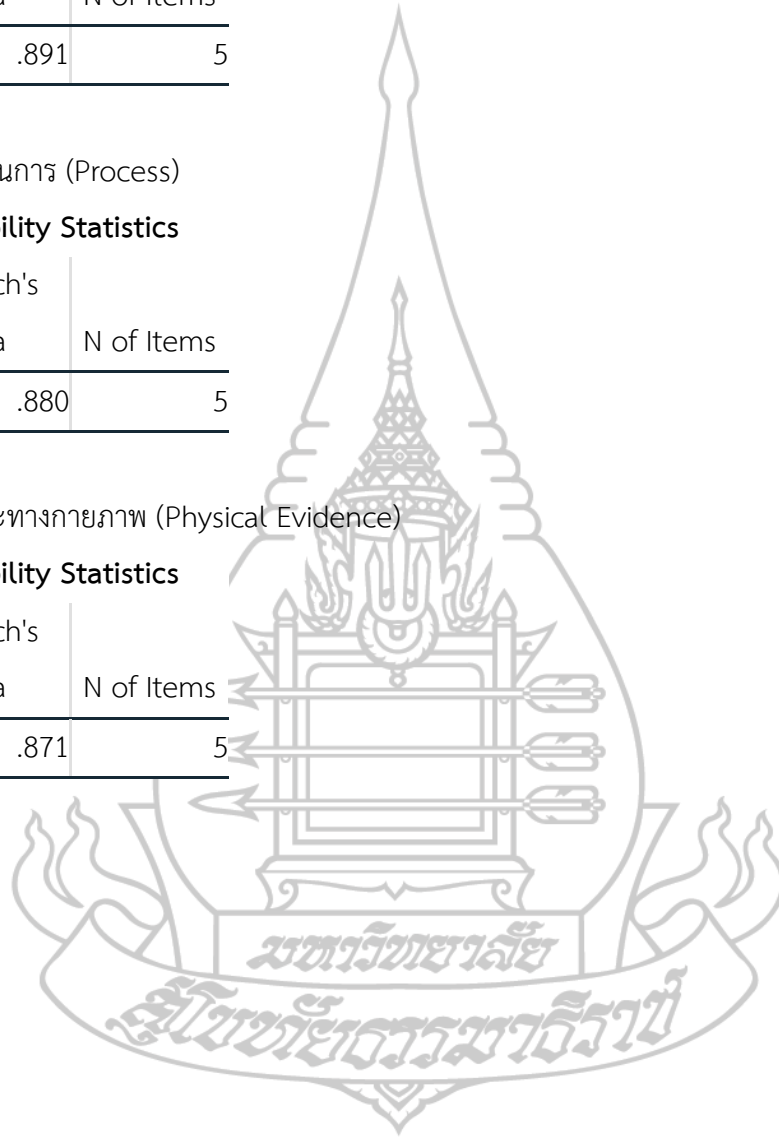 N of Items
.891 5
นการ (Process)
ility Statistics
ch's
a N of Items
.880 5
ะทางกายภาพ (Physical Evidence)
ility Statistics
ch's
a N of Items
.871 5
มหาวิทยาลัย
สุโขทัยธรรมาธิราช